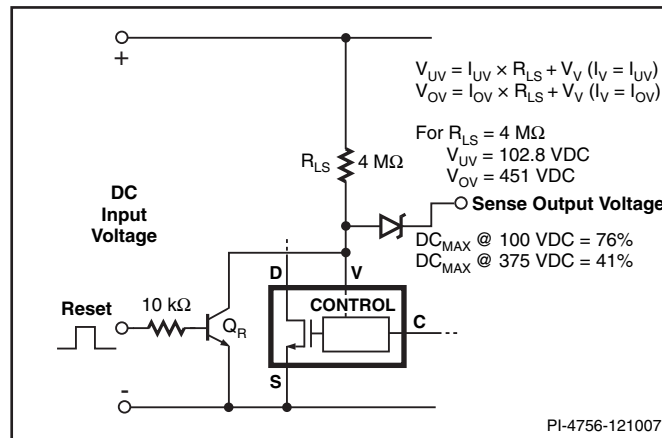 +
V_UV = I_UV × R_LS + V_V (I_V = I_UV)
V_OV = I_OV × R_LS + V_V (I_V = I_OV)
For R_LS = 4 MΩ
V_UV = 102.8 VDC
V_OV = 451 VDC
R_LS 4 MΩ
DC
Input
Voltage
Sense Output Voltage
DC_MAX @ 100 VDC = 76%
DC_MAX @ 375 VDC = 41%
D V
CONTROL
Reset 10 kΩ
Q_R
C
S
-
PI-4756-121007